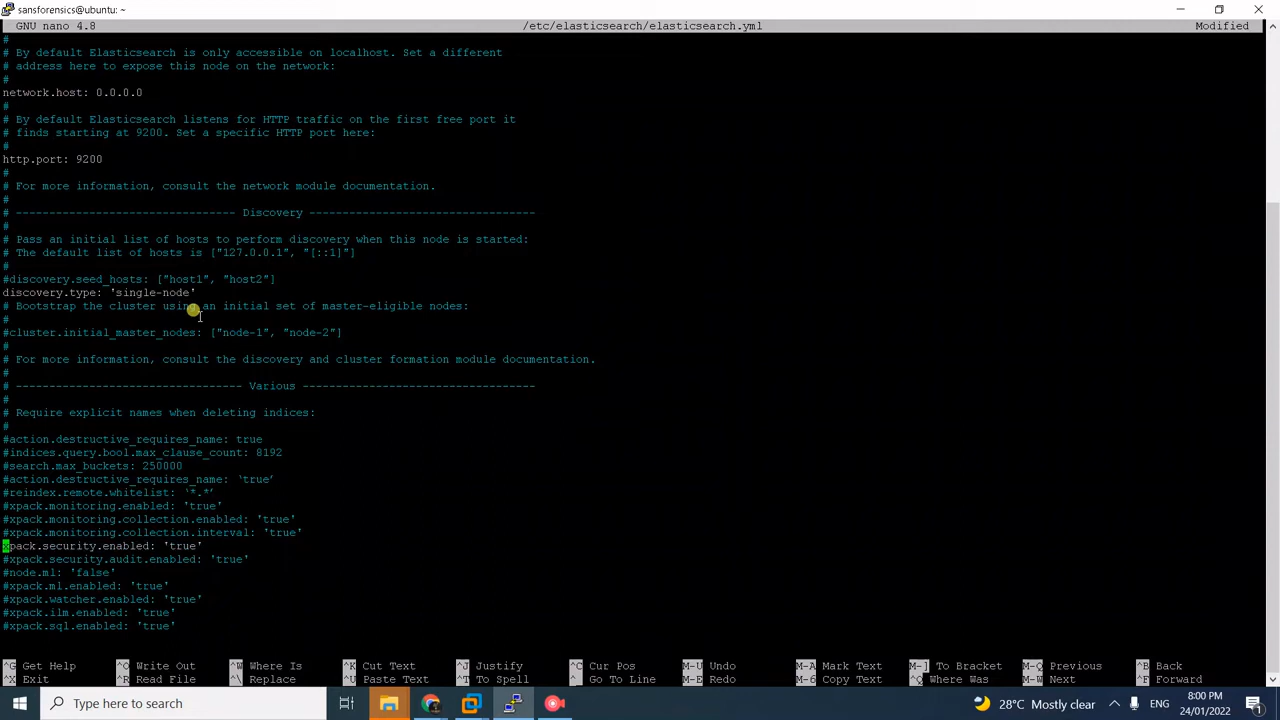 sansforensics@ubuntu: ~
GNU nano 4.8 /etc/elasticsearch/elasticsearch.yml Modified
#
# By default Elasticsearch is only accessible on localhost. Set a different
# address here to expose this node on the network:
#
network.host: 0.0.0.0
#
# By default Elasticsearch listens for HTTP traffic on the first free port it
# finds starting at 9200. Set a specific HTTP port here:
#
http.port: 9200
#
# For more information, consult the network module documentation.
#
# --------------------------------- Discovery ----------------------------------
#
# Pass an initial list of hosts to perform discovery when this node is started:
# The default list of hosts is ["127.0.0.1", "[::1]"]
#
#discovery.seed_hosts: ["host1", "host2"]
discovery.type: 'single-node'
# Bootstrap the cluster using an initial set of master-eligible nodes:
#
#cluster.initial_master_nodes: ["node-1", "node-2"]
#
# For more information, consult the discovery and cluster formation module documentation.
#
# ---------------------------------- Various -----------------------------------
#
# Require explicit names when deleting indices:
#
#action.destructive_requires_name: true
#indices.query.bool.max_clause_count: 8192
#search.max_buckets: 250000
#action.destructive_requires_name: ‘true’
#reindex.remote.whitelist: ‘*.*’
#xpack.monitoring.enabled: 'true'
#xpack.monitoring.collection.enabled: 'true'
#xpack.monitoring.collection.interval: 'true'
xpack.security.enabled: 'true'
#xpack.security.audit.enabled: 'true'
#node.ml: 'false'
#xpack.ml.enabled: 'true'
#xpack.watcher.enabled: 'true'
#xpack.ilm.enabled: 'true'
#xpack.sql.enabled: 'true'
^G Get Help ^O Write Out ^W Where Is ^K Cut Text ^J Justify ^C Cur Pos M-U Undo M-A Mark Text M-] To Bracket M-Q Previous ^B Back
^X Exit ^R Read File ^\ Replace ^U Paste Text ^T To Spell ^_ Go To Line M-E Redo M-6 Copy Text ^Q Where Was M-W Next ^F Forward
Type here to search
28°C Mostly clear ENG 8:00 PM
24/01/2022
1